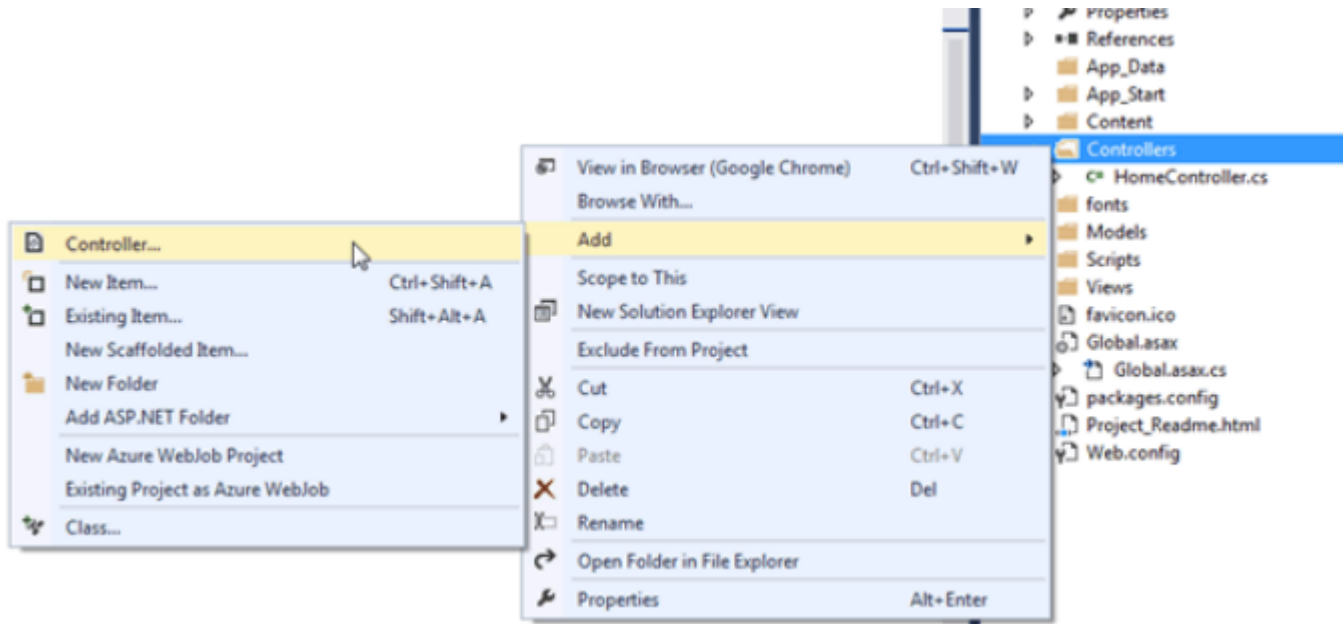 Properties
References
App_Data
App_Start
Content
Controllers
C# HomeController.cs
fonts
Models
Scripts
Views
favicon.ico
Global.asax
Global.asax.cs
packages.config
Project_Readme.html
Web.config
View in Browser (Google Chrome) Ctrl+Shift+W
Browse With...
Add
Scope to This
New Solution Explorer View
Exclude From Project
Cut Ctrl+X
Copy Ctrl+C
Paste Ctrl+V
Delete Del
Rename
Open Folder in File Explorer
Properties Alt+Enter
Controller...
New Item... Ctrl+Shift+A
Existing Item... Shift+Alt+A
New Scaffolded Item...
New Folder
Add ASP.NET Folder
New Azure WebJob Project
Existing Project as Azure WebJob
Class...